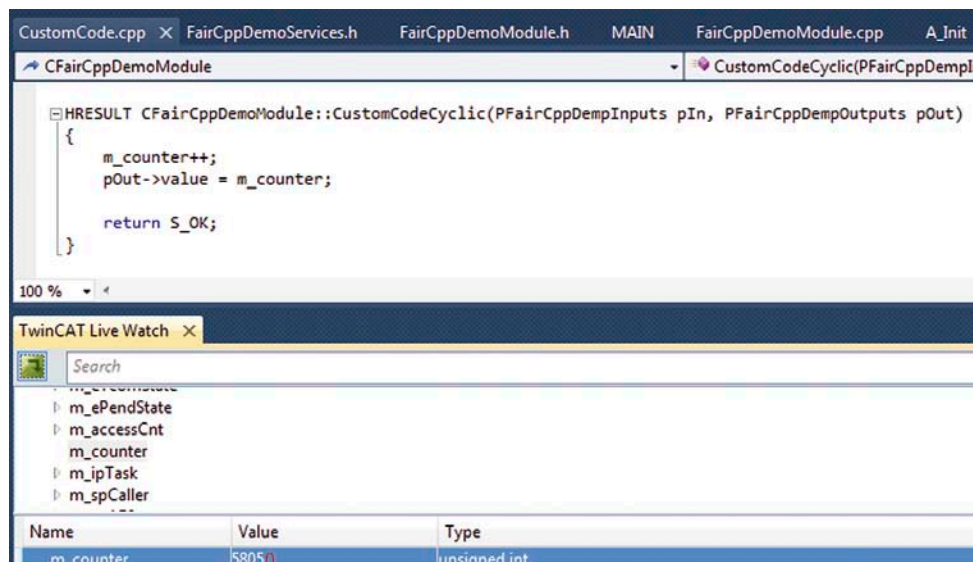 CustomCode.cpp FairCppDemoServices.h FairCppDemoModule.h MAIN FairCppDemoModule.cpp A_Init
CFairCppDemoModule CustomCodeCyclic(PFairCppDempI
HRESULT CFairCppDemoModule::CustomCodeCyclic(PFairCppDempInputs pIn, PFairCppDempOutputs pOut)
{
m_counter++;
pOut->value = m_counter;
return S_OK;
}
100 %
TwinCAT Live Watch
Search
m_ePendState
m_accessCnt
m_counter
m_ipTask
m_spCaller
Name Value Type
m_counter 5805 unsigned int